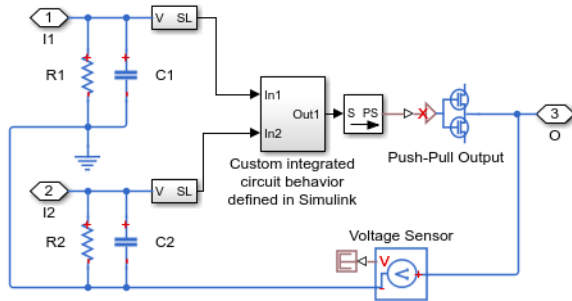 1
V SL
I1
R1
C1
In1
In2
Out1
S PS
3
O
Push-Pull Output
Custom integrated
circuit behavior
defined in Simulink
2
V SL
I2
R2
C2
Voltage Sensor
V
V